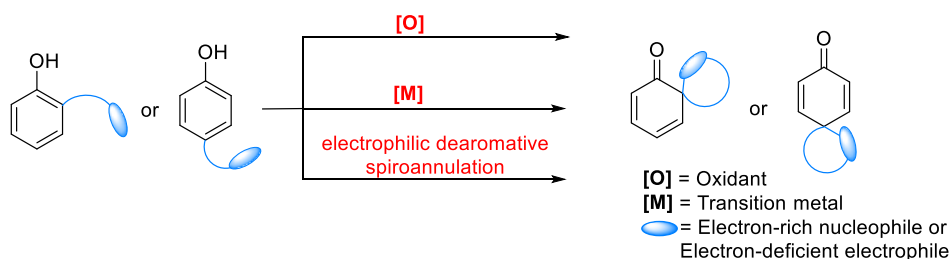 [O]
OH
OH
or
[M]
electrophilic dearomative
spiroannulation
O
O
or
[O] = Oxidant
[M] = Transition metal
= Electron-rich nucleophile or
Electron-deficient electrophile